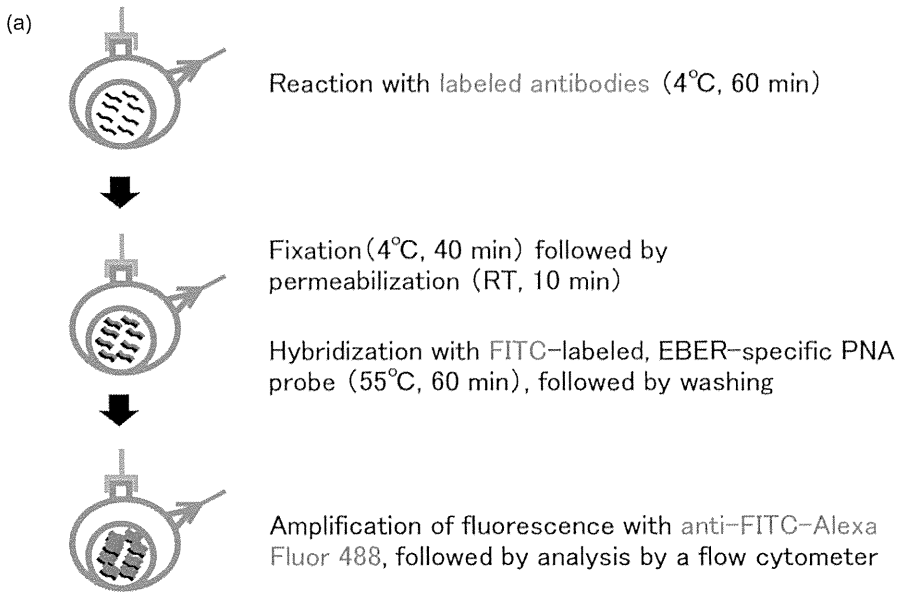 (a)
Reaction with labeled antibodies (4°C, 60 min)
Fixation(4°C, 40 min) followed by
permeabilization (RT, 10 min)
Hybridization with FITC-labeled, EBER-specific PNA
probe (55°C, 60 min), followed by washing
Amplification of fluorescence with anti-FITC-Alexa
Fluor 488, followed by analysis by a flow cytometer